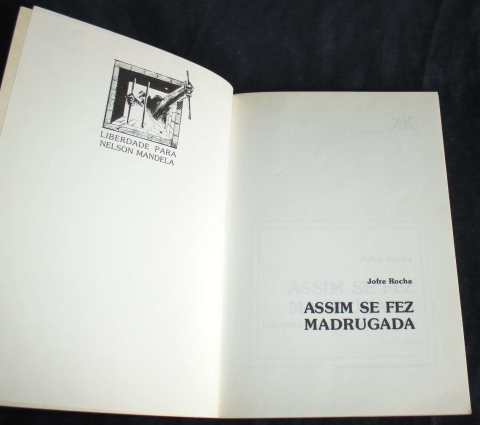 LIBERDADE PARA
NELSON MANDELA
Jofre Rocha
ASSIM SE FEZ
MADRUGADA